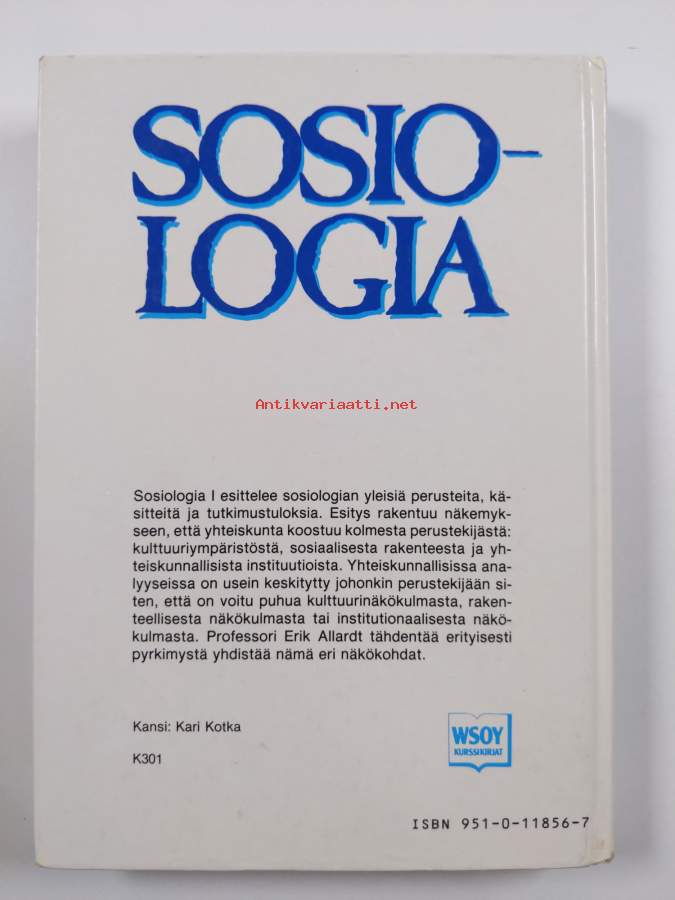 SOSIO-
LOGIA
Antikvariaatti.net
Sosiologia I esittelee sosiologian yleisiä perusteita, kä-
sitteitä ja tutkimustuloksia. Esitys rakentuu näkemyk-
seen, että yhteiskunta koostuu kolmesta perustekijästä:
kulttuuriympäristöstä, sosiaalisesta rakenteesta ja yh-
teiskunnallisista instituutioista. Yhteiskunnallisissa ana-
lyyseissa on usein keskitytty johonkin perustekijään si-
ten, että on voitu puhua kulttuurinäkökulmasta, raken-
teellisesta näkökulmasta tai institutionaalisesta näkö-
kulmasta. Professori Erik Allardt tähdentää erityisesti
pyrkimystä yhdistää nämä eri näkökohdat.
Kansi: Kari Kotka
K301
WSOY
KURSSIKIRJAT
ISBN 951-0-11856-7